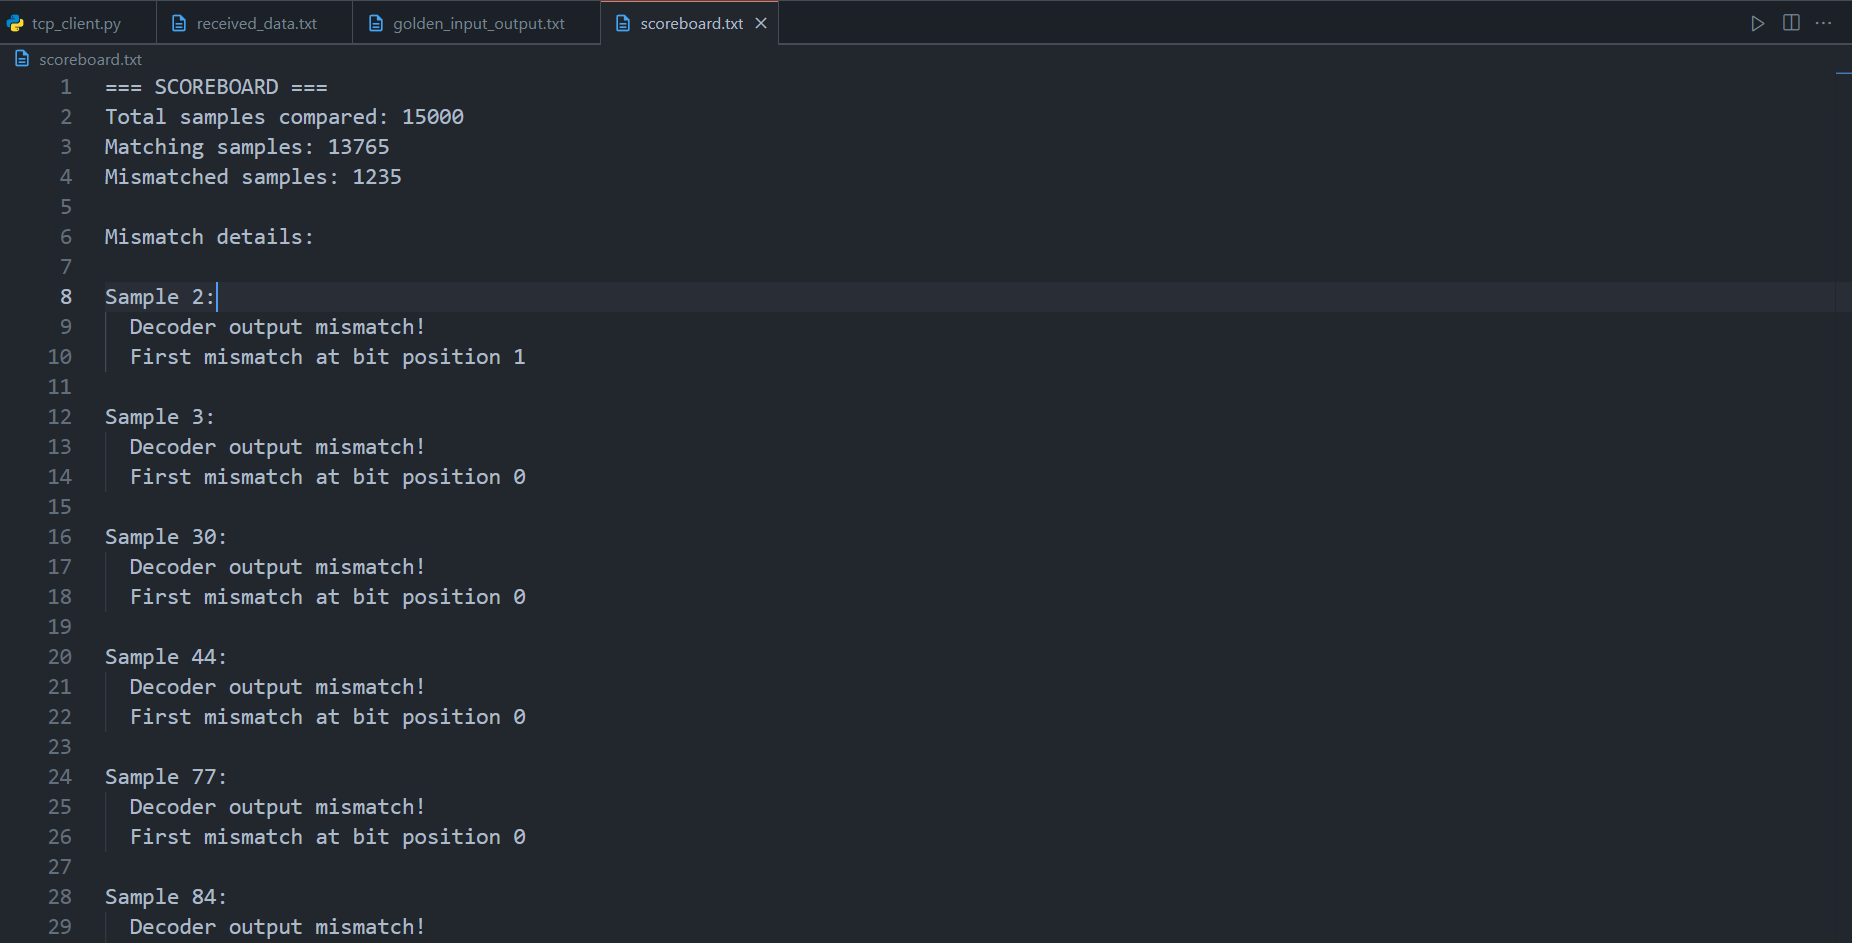 tcp_client.py received_data.txt golden_input_output.txt scoreboard.txt
scoreboard.txt
1 === SCOREBOARD ===
2 Total samples compared: 15000
3 Matching samples: 13765
4 Mismatched samples: 1235
5
6 Mismatch details:
7
8 Sample 2:
9 Decoder output mismatch!
10 First mismatch at bit position 1
11
12 Sample 3:
13 Decoder output mismatch!
14 First mismatch at bit position 0
15
16 Sample 30:
17 Decoder output mismatch!
18 First mismatch at bit position 0
19
20 Sample 44:
21 Decoder output mismatch!
22 First mismatch at bit position 0
23
24 Sample 77:
25 Decoder output mismatch!
26 First mismatch at bit position 0
27
28 Sample 84:
29 Decoder output mismatch!